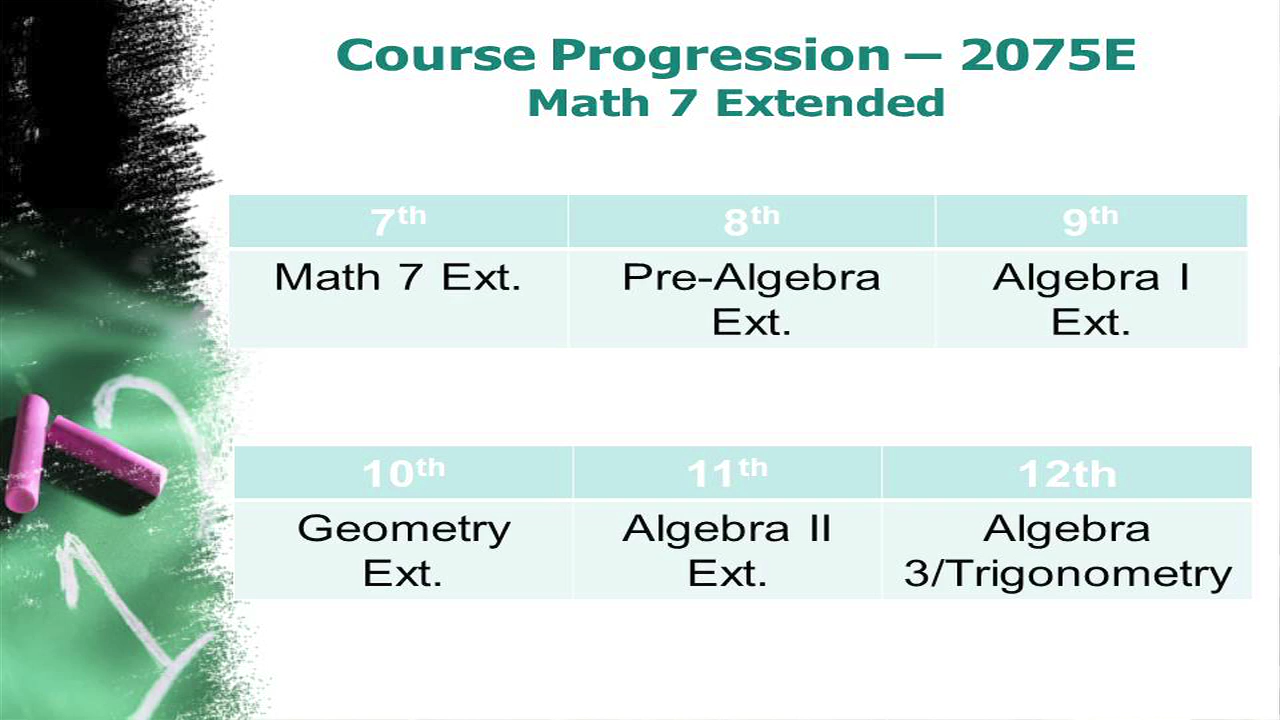 Course Progression – 2075E
Math 7 Extended
7th 8th 9th
Math 7 Ext. Pre-Algebra Ext. Algebra I Ext.
10th 11th 12th
Geometry Ext. Algebra II Ext. Algebra 3/Trigonometry